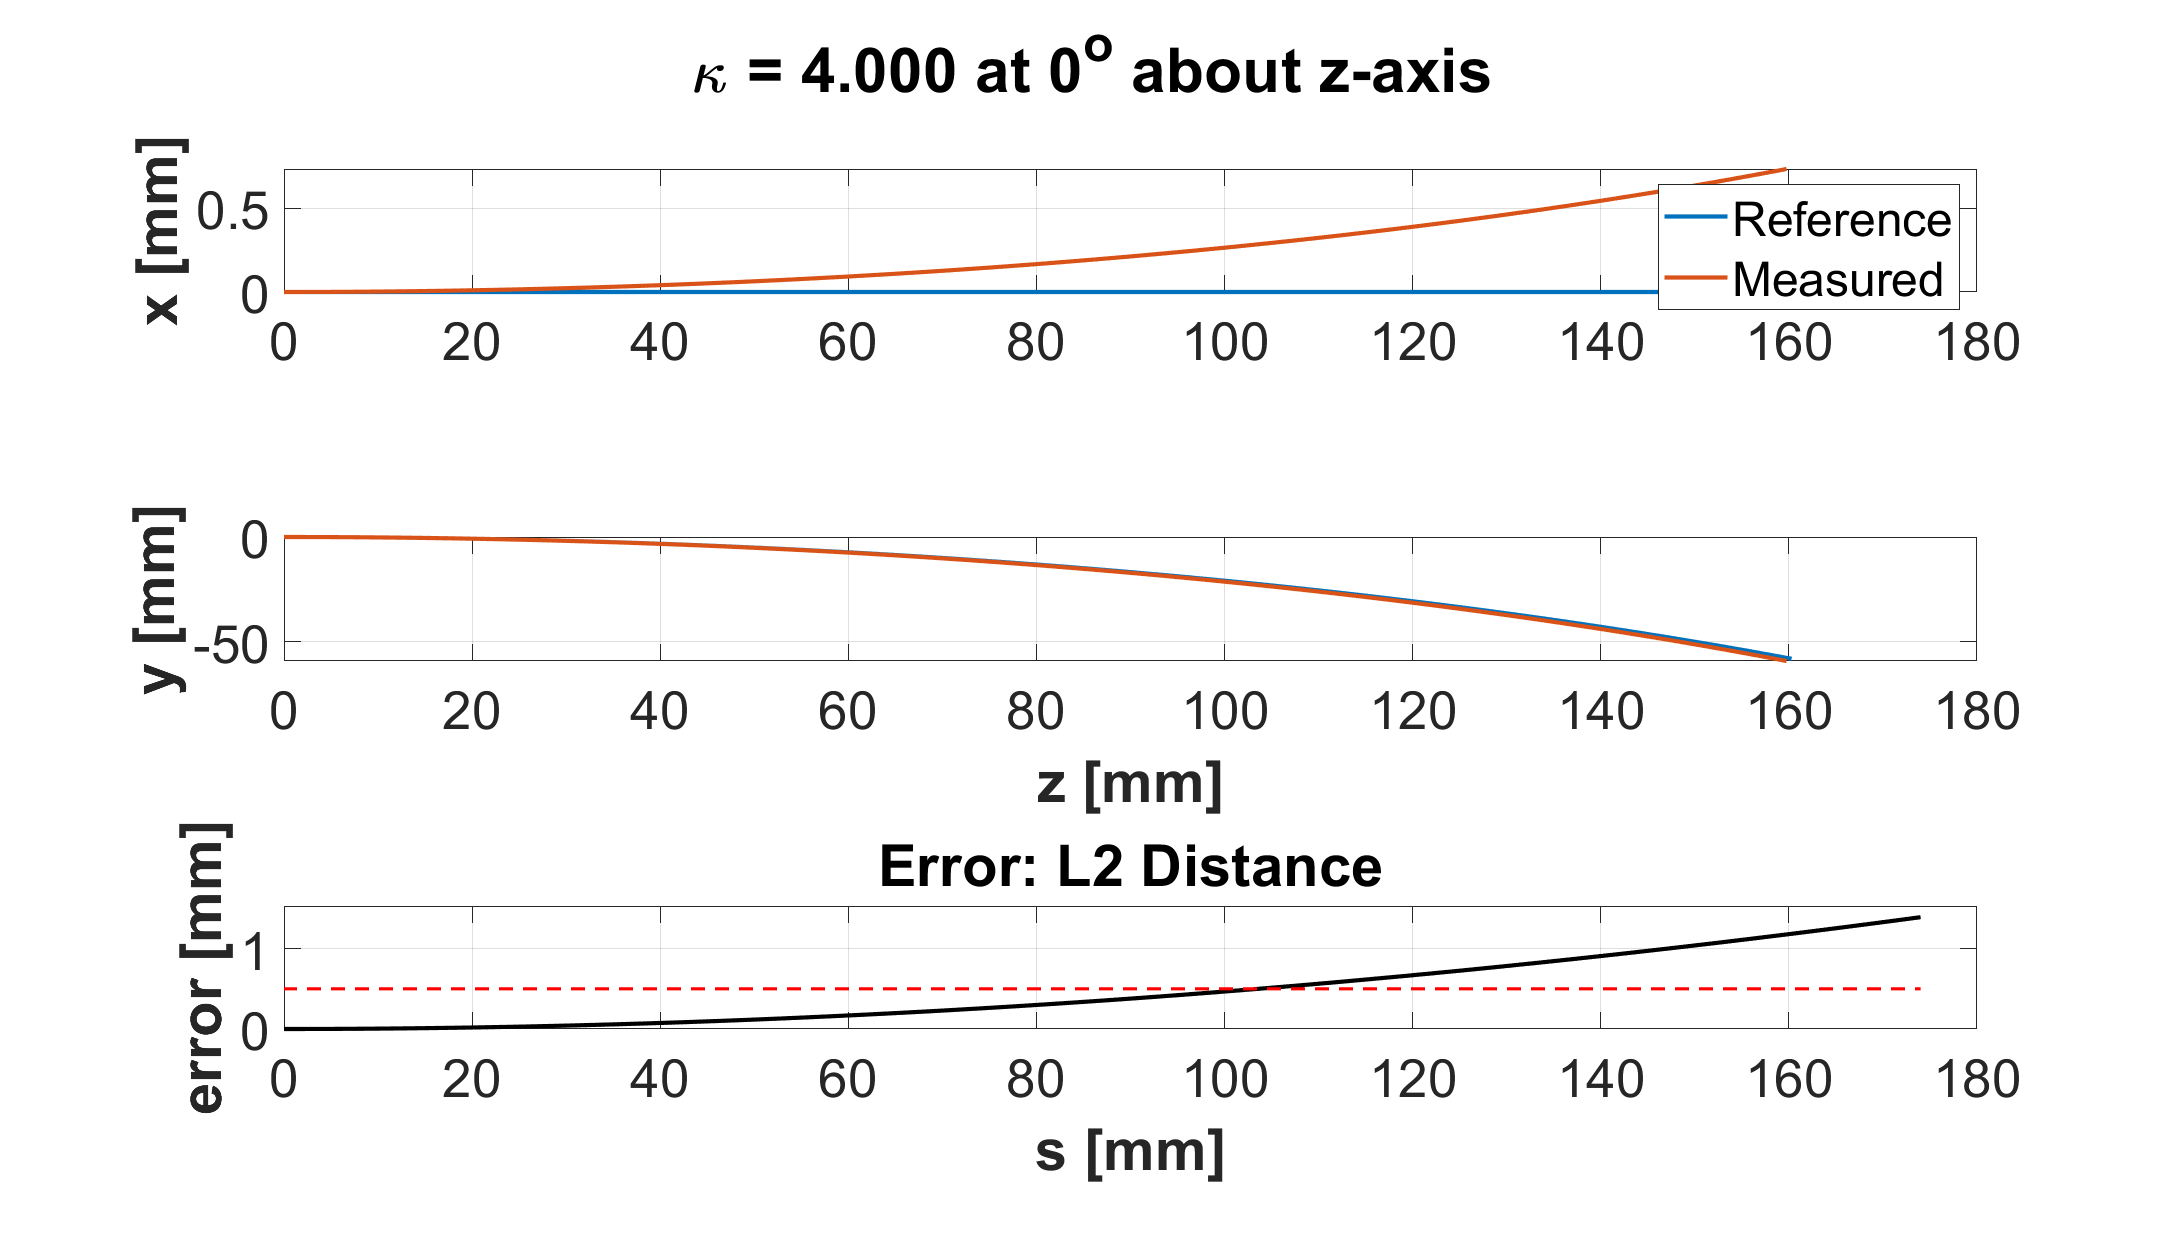 κ = 4.000 at 0° about z-axis
x [mm]
0.5
0
0 20 40 60 80 100 120 140 160 180
Reference
Measured
y [mm]
0
-50
0 20 40 60 80 100 120 140 160 180
z [mm]
Error: L2 Distance
error [mm]
1
0
0 20 40 60 80 100 120 140 160 180
s [mm]